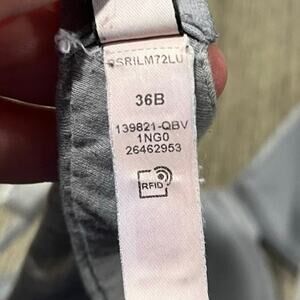 SRILM72LU
36B
139821-QBV
1NG0
26462953
RFID